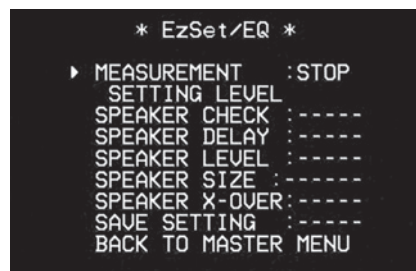 * EzSet/EQ *
▶ MEASUREMENT :STOP
SETTING LEVEL
SPEAKER CHECK :-----
SPEAKER DELAY :-----
SPEAKER LEVEL :-----
SPEAKER SIZE :------
SPEAKER X-OVER:-----
SAVE SETTING :-----
BACK TO MASTER MENU